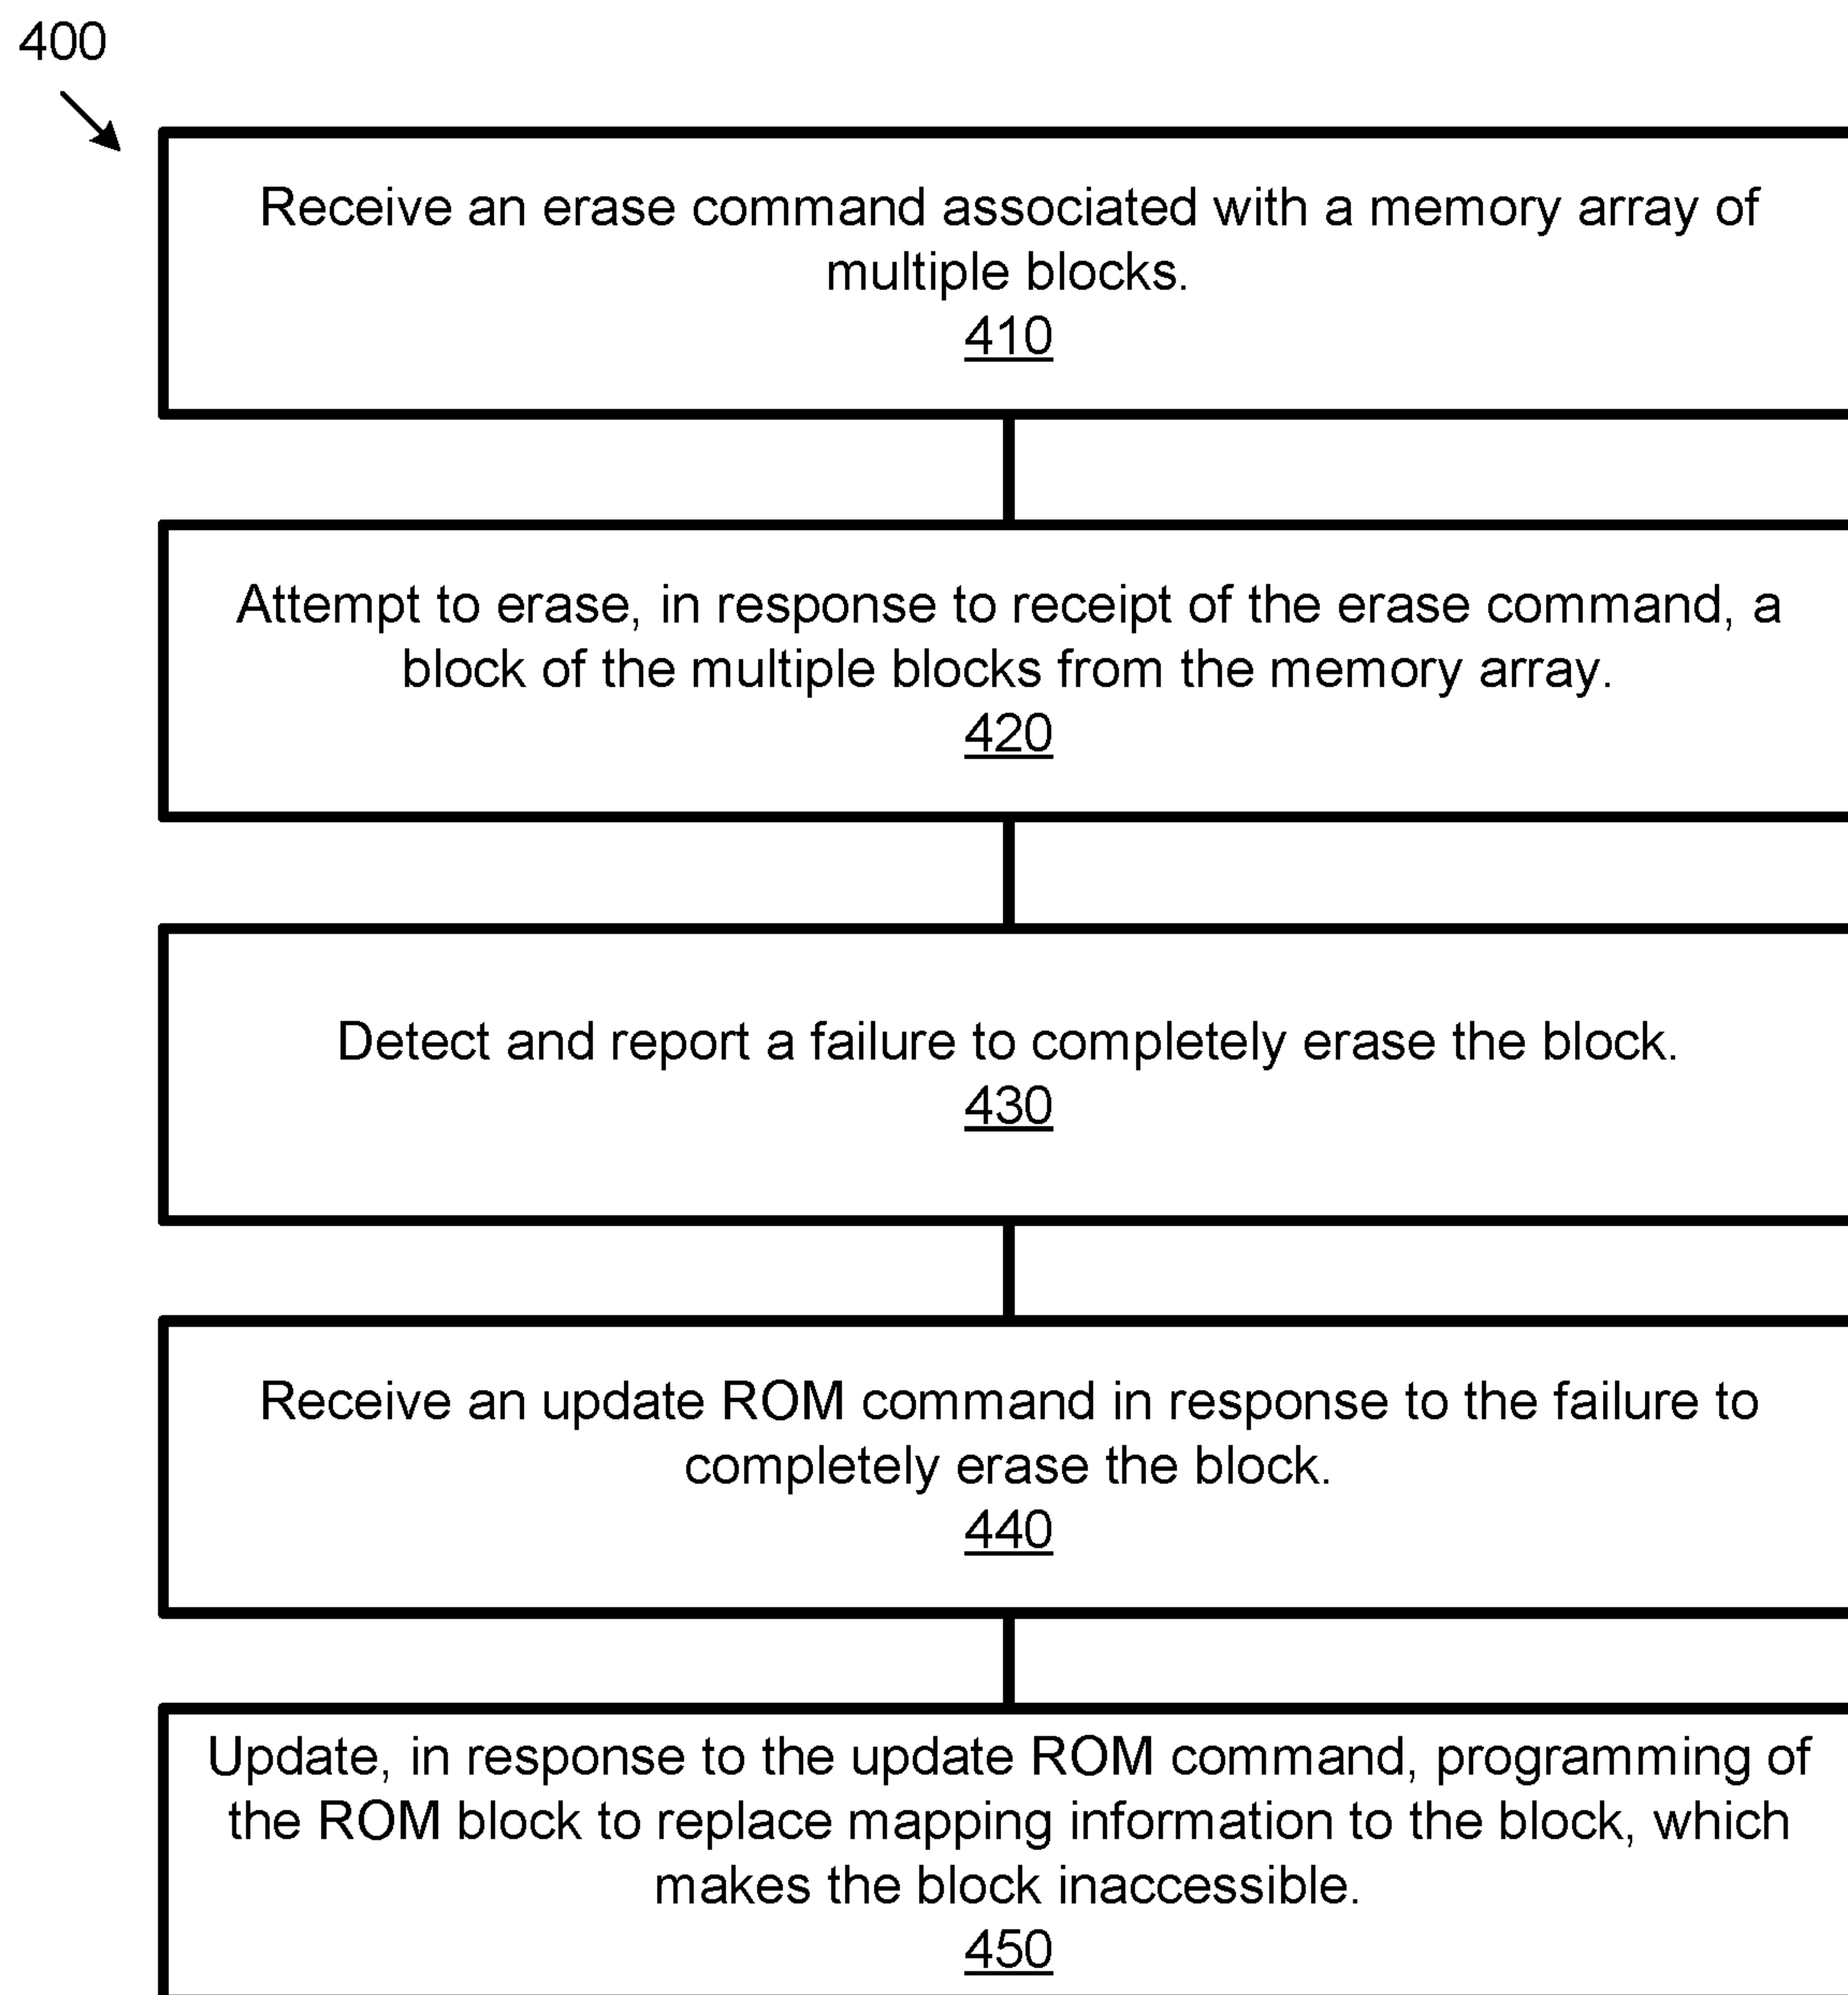 400
Receive an erase command associated with a memory array of
multiple blocks.
410
Attempt to erase, in response to receipt of the erase command, a
block of the multiple blocks from the memory array.
420
Detect and report a failure to completely erase the block.
430
Receive an update ROM command in response to the failure to
completely erase the block.
440
Update, in response to the update ROM command, programming of
the ROM block to replace mapping information to the block, which
makes the block inaccessible.
450